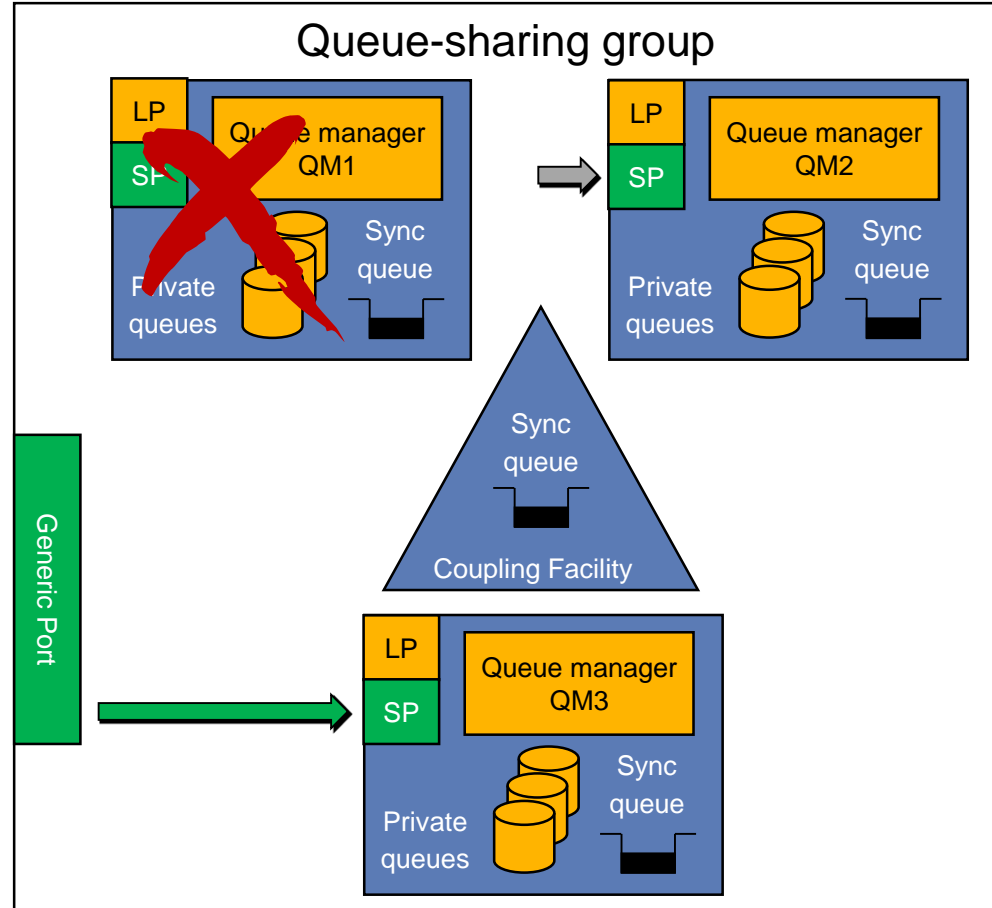 Queue-sharing group
LP
SP
Queue manager
QM1
Sync
queue
Private
queues
LP
SP
Queue manager
QM2
Sync
queue
Private
queues
Sync
queue
Coupling Facility
Generic Port
LP
SP
Queue manager
QM3
Sync
queue
Private
queues